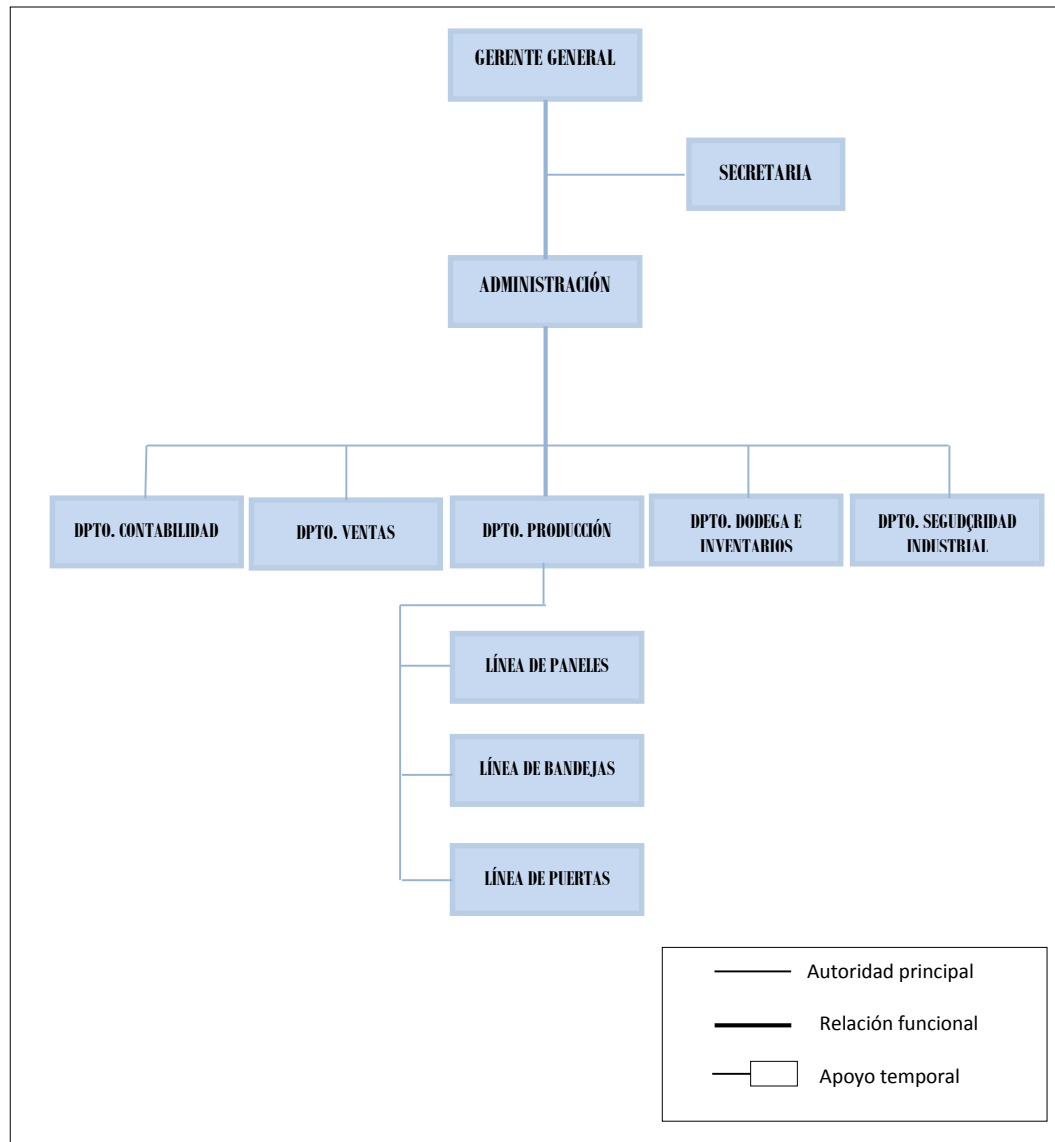 GERENTE GENERAL
SECRETARIA
ADMINISTRACIÓN
DPTO. CONTABILIDAD
DPTO. VENTAS
DPTO. PRODUCCIÓN
DPTO. DODEGA E
INVENTARIOS
DPTO. SEGUDÇRIDAD
INDUSTRIAL
LÍNEA DE PANELES
LÍNEA DE BANDEJAS
LÍNEA DE PUERTAS
Autoridad principal
Relación funcional
Apoyo temporal